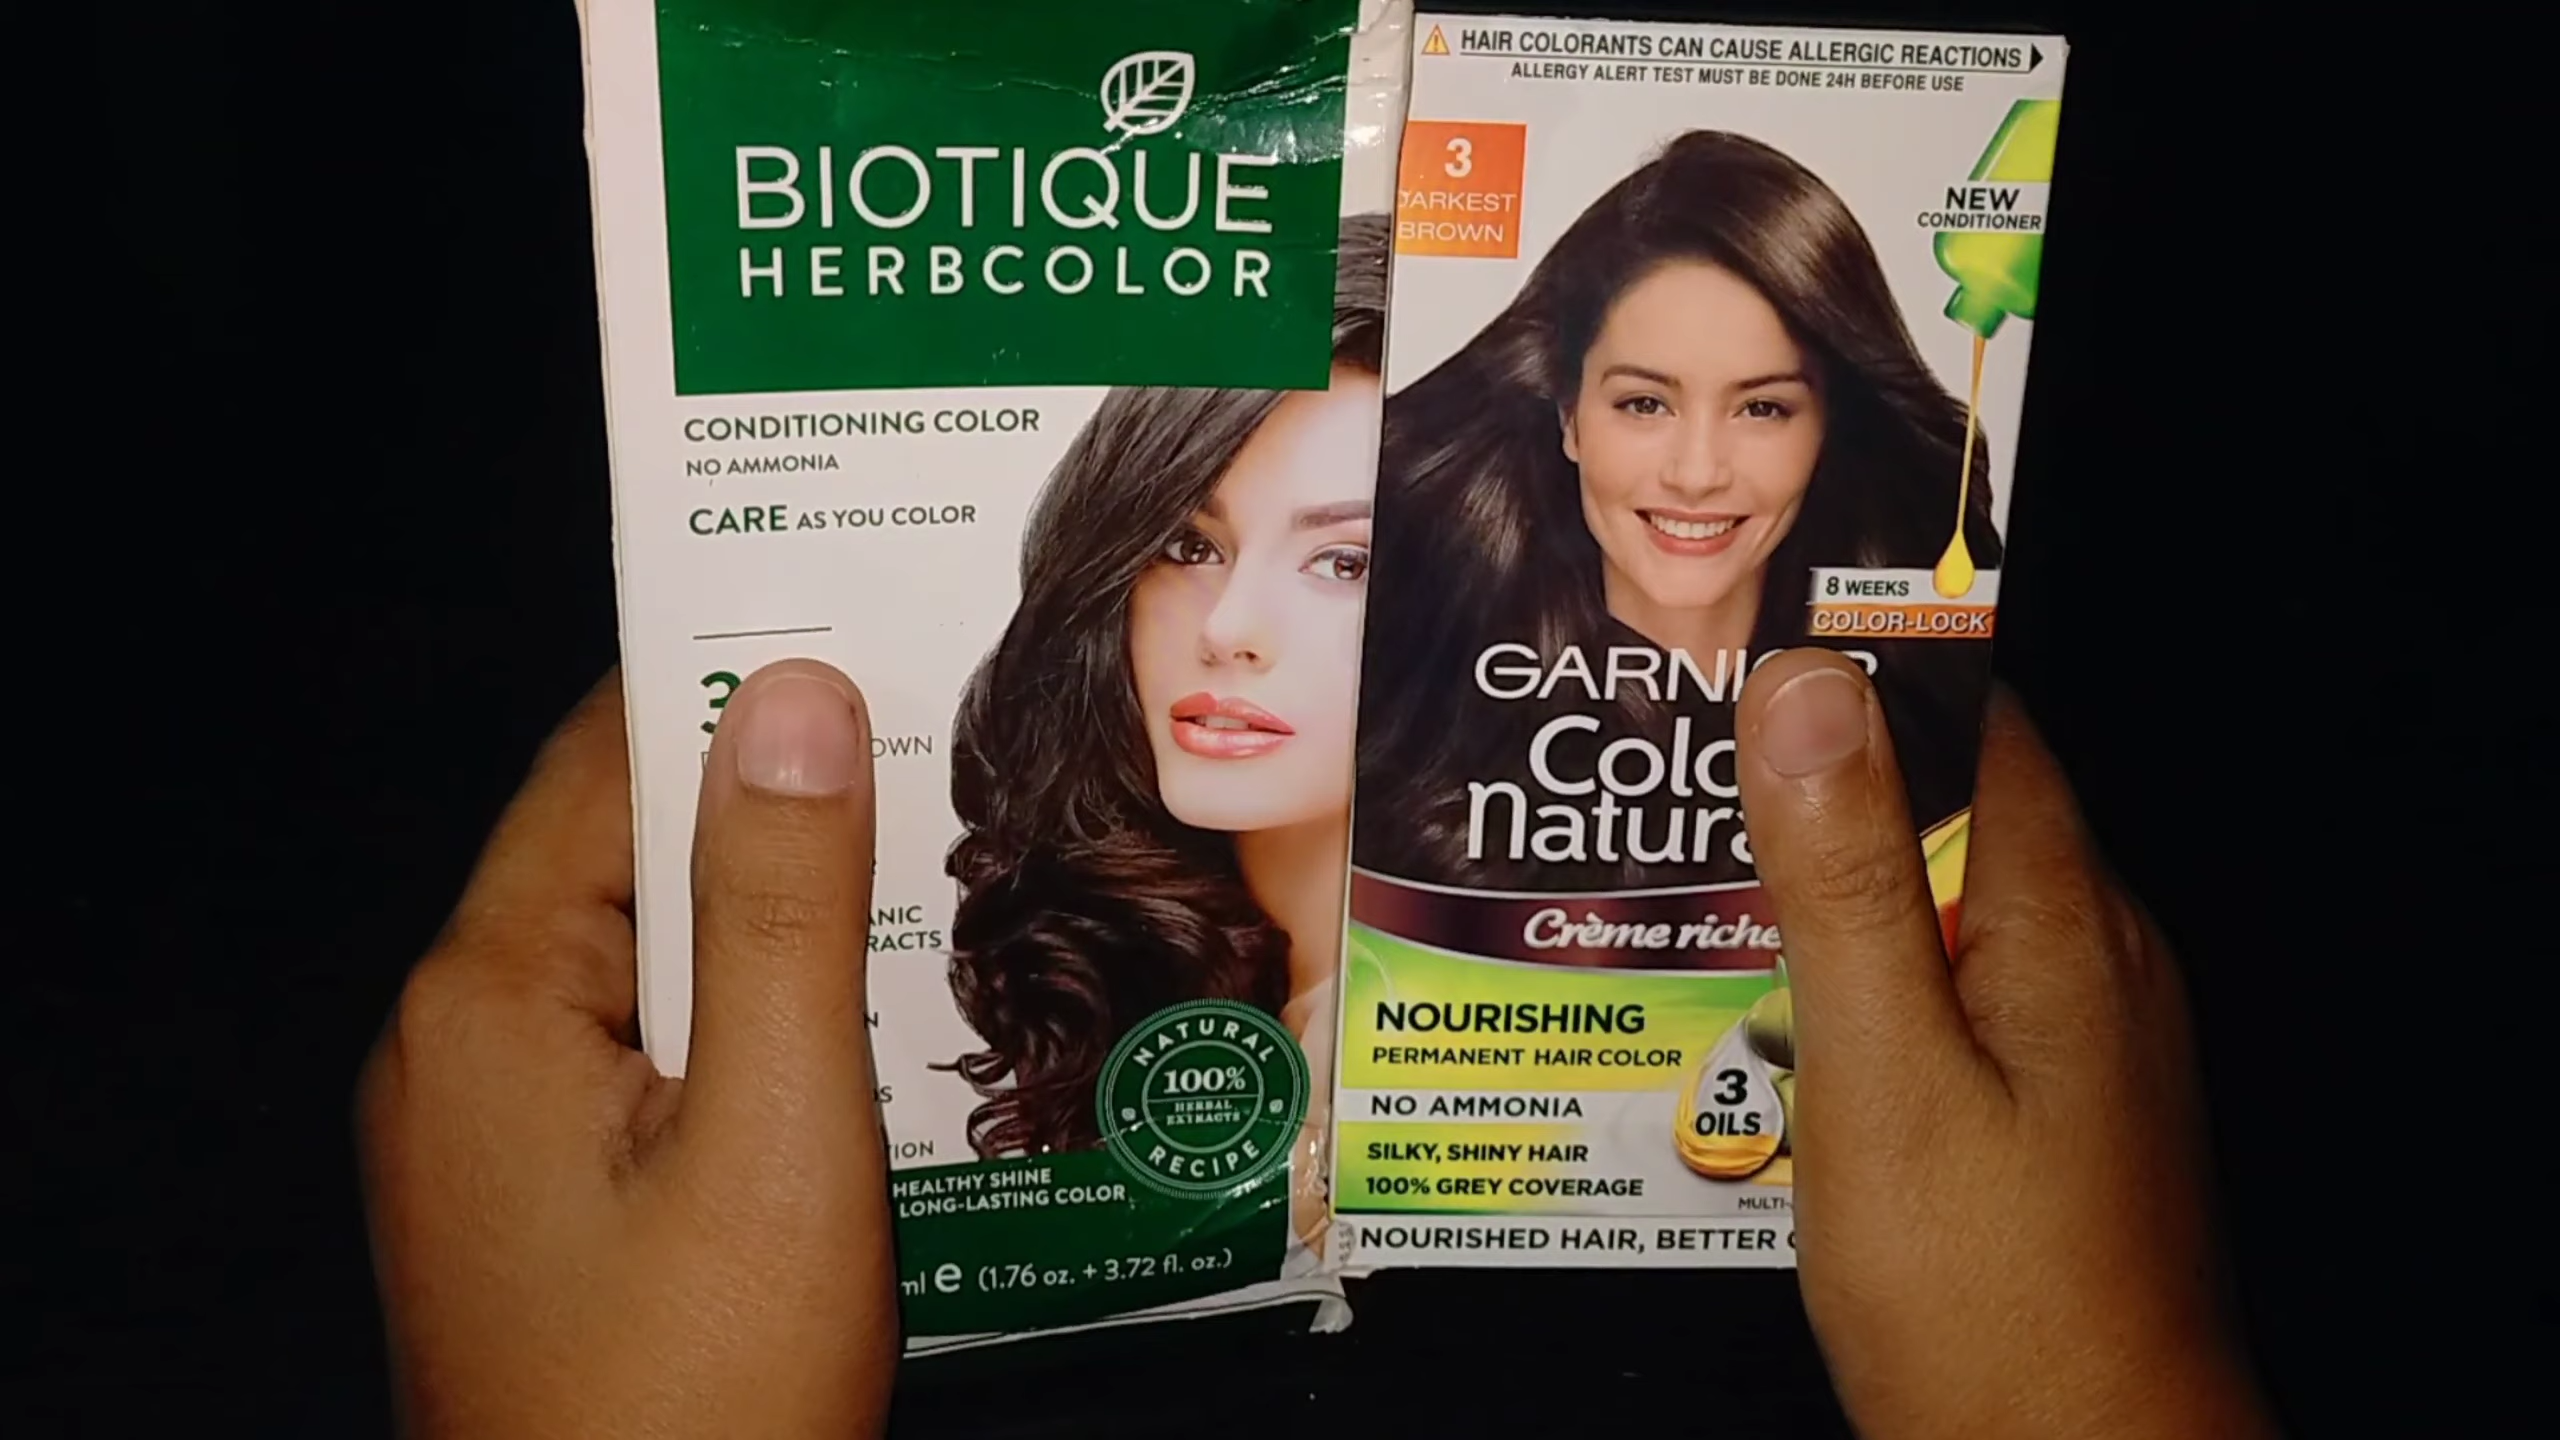 BIOTIQUE
HERBCOLOR
CONDITIONING COLOR
NO AMMONIA
CARE AS YOU COLOR
3
HEALTHY SHINE
LONG-LASTING COLOR
NATURAL
100%
HERBAL
EXTRACTS
RECIPE
ml e (1.76 oz. + 3.72 fl. oz.)
HAIR COLORANTS CAN CAUSE ALLERGIC REACTIONS
ALLERGY ALERT TEST MUST BE DONE 24H BEFORE USE
3
DARKEST
BROWN
NEW
CONDITIONER
8 WEEKS
COLOR-LOCK
GARNIER
Crème riche
NOURISHING
PERMANENT HAIR COLOR
NO AMMONIA
3
OILS
SILKY, SHINY HAIR
100% GREY COVERAGE
NOURISHED HAIR, BETTER